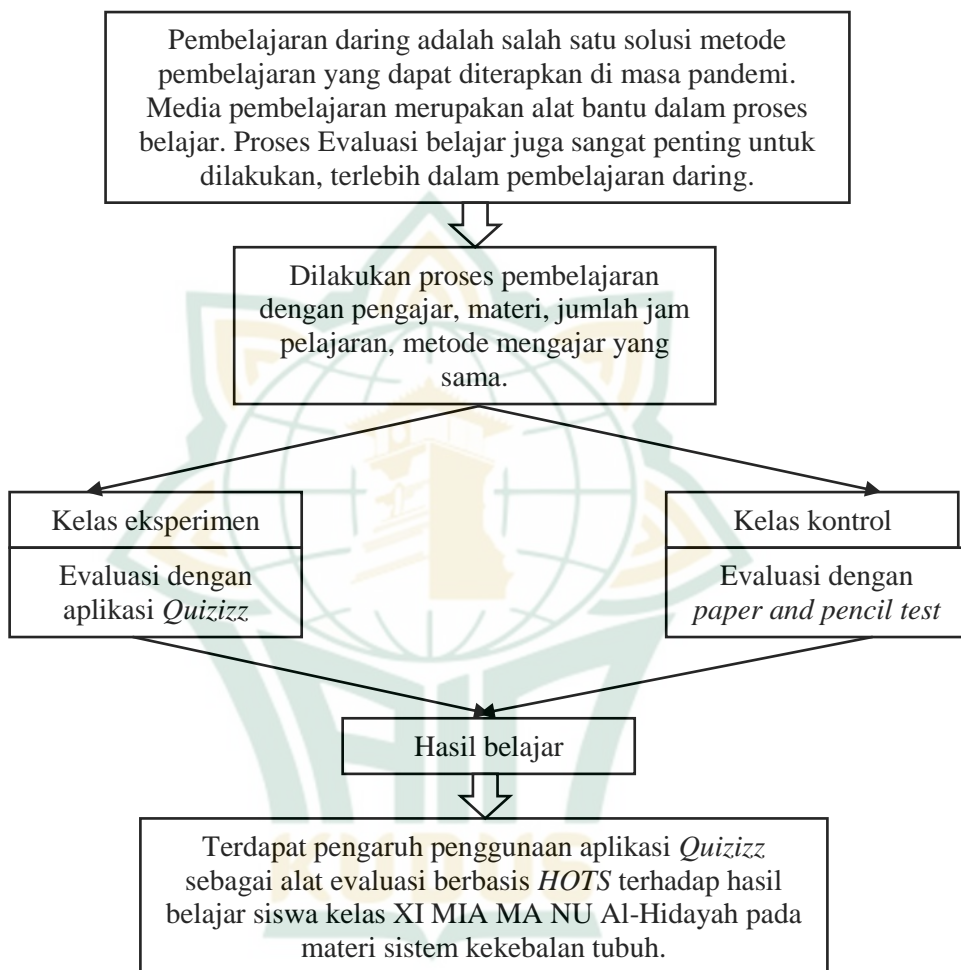 Pembelajaran daring adalah salah satu solusi metode
pembelajaran yang dapat diterapkan di masa pandemi.
Media pembelajaran merupakan alat bantu dalam proses
belajar. Proses Evaluasi belajar juga sangat penting untuk
dilakukan, terlebih dalam pembelajaran daring.
Dilakukan proses pembelajaran
dengan pengajar, materi, jumlah jam
pelajaran, metode mengajar yang
sama.
Kelas eksperimen
Evaluasi dengan
aplikasi Quizizz
Kelas kontrol
Evaluasi dengan
paper and pencil test
Hasil belajar
Terdapat pengaruh penggunaan aplikasi Quizizz
sebagai alat evaluasi berbasis HOTS terhadap hasil
belajar siswa kelas XI MIA MA NU Al-Hidayah pada
materi sistem kekebalan tubuh.
KUDUS